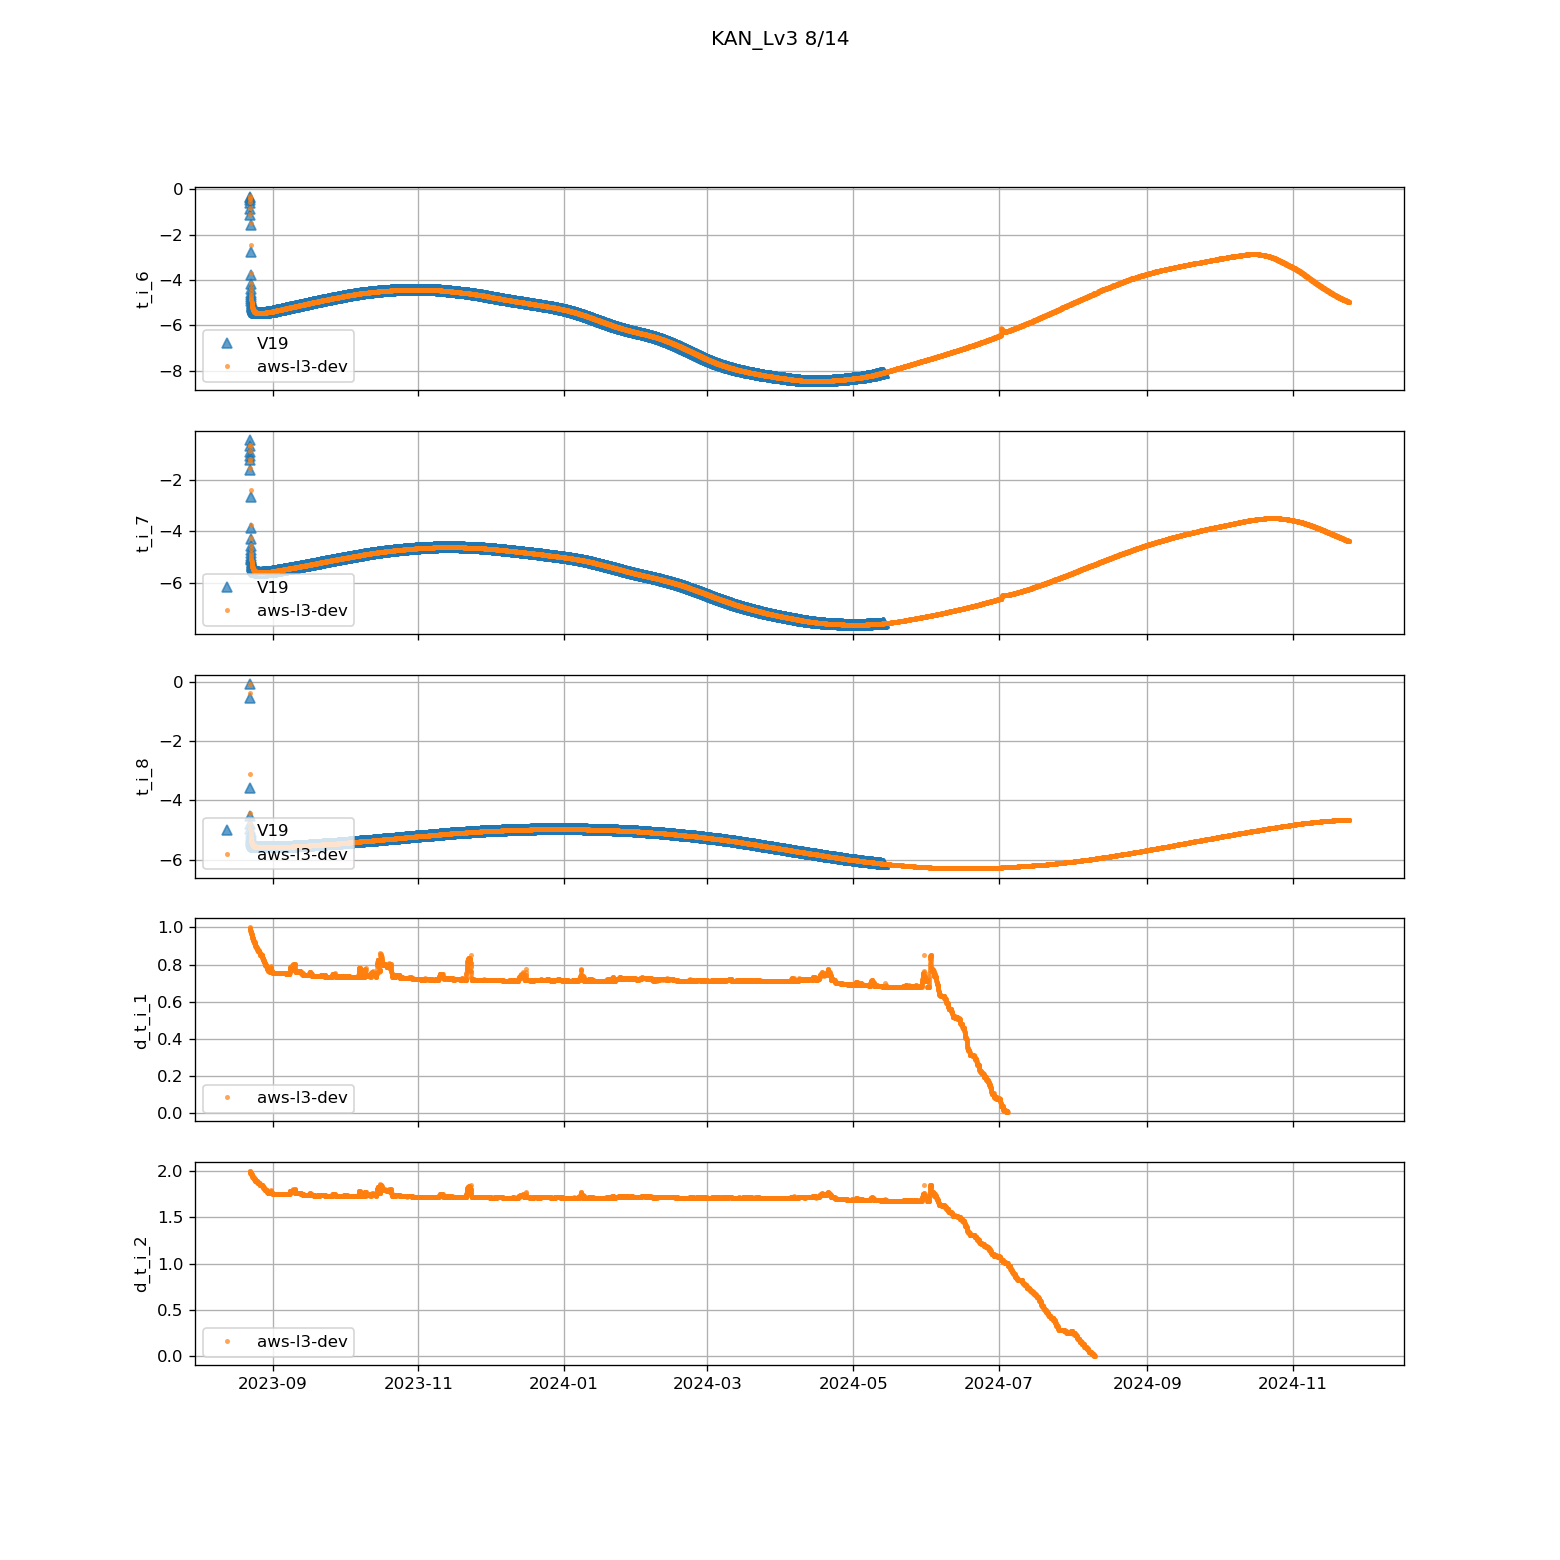 KAN_Lv3 8/14
0
−2
−4
−6
−8
t_i_6
V19
aws-l3-dev
−2
−4
−6
t_i_7
V19
aws-l3-dev
0
−2
−4
−6
t_i_8
V19
aws-l3-dev
1.0
0.8
0.6
0.4
0.2
0.0
d_t_i_1
aws-l3-dev
2.0
1.5
1.0
0.5
0.0
d_t_i_2
aws-l3-dev
2023-09 2023-11 2024-01 2024-03 2024-05 2024-07 2024-09 2024-11